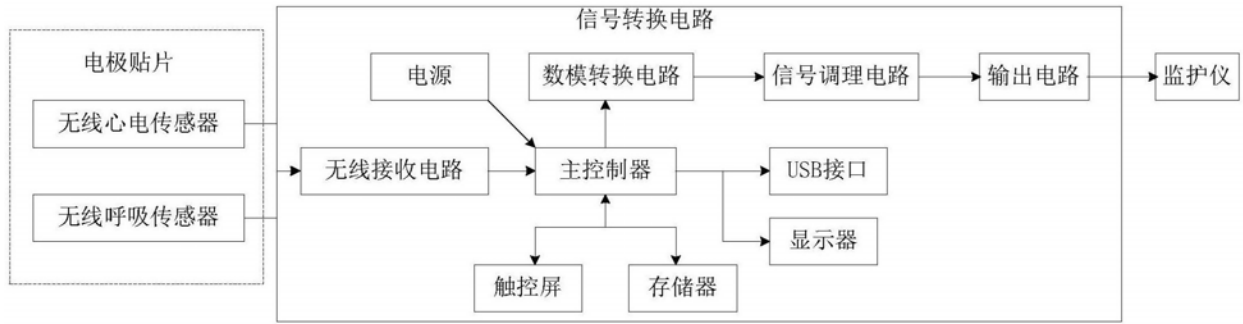 信号转换电路
电极贴片
电源
数模转换电路
信号调理电路
输出电路
监护仪
无线心电传感器
无线接收电路
主控制器
USB接口
无线呼吸传感器
显示器
触控屏
存储器